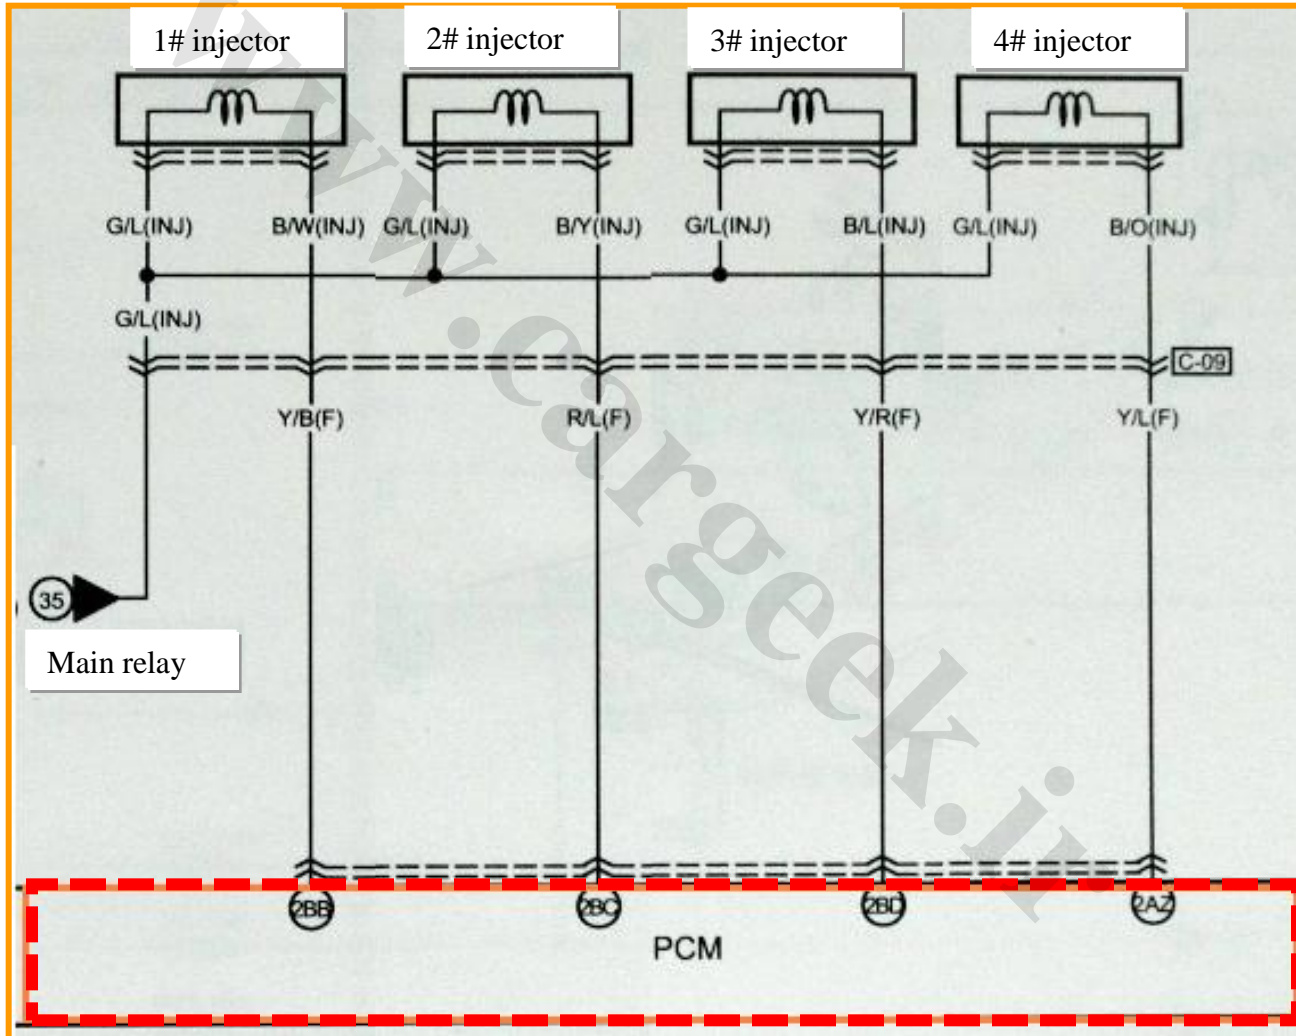 1# injector
2# injector
3# injector
4# injector
G/L(INJ)
B/W(INJ)
G/L(INJ)
B/Y(INJ)
G/L(INJ)
B/L(INJ)
G/L(INJ)
B/O(INJ)
G/L(INJ)
C-09
Y/B(F)
R/L(F)
Y/R(F)
Y/L(F)
35
Main relay
2BB
2BC
2BD
2AZ
PCM
www.cargeek.ir